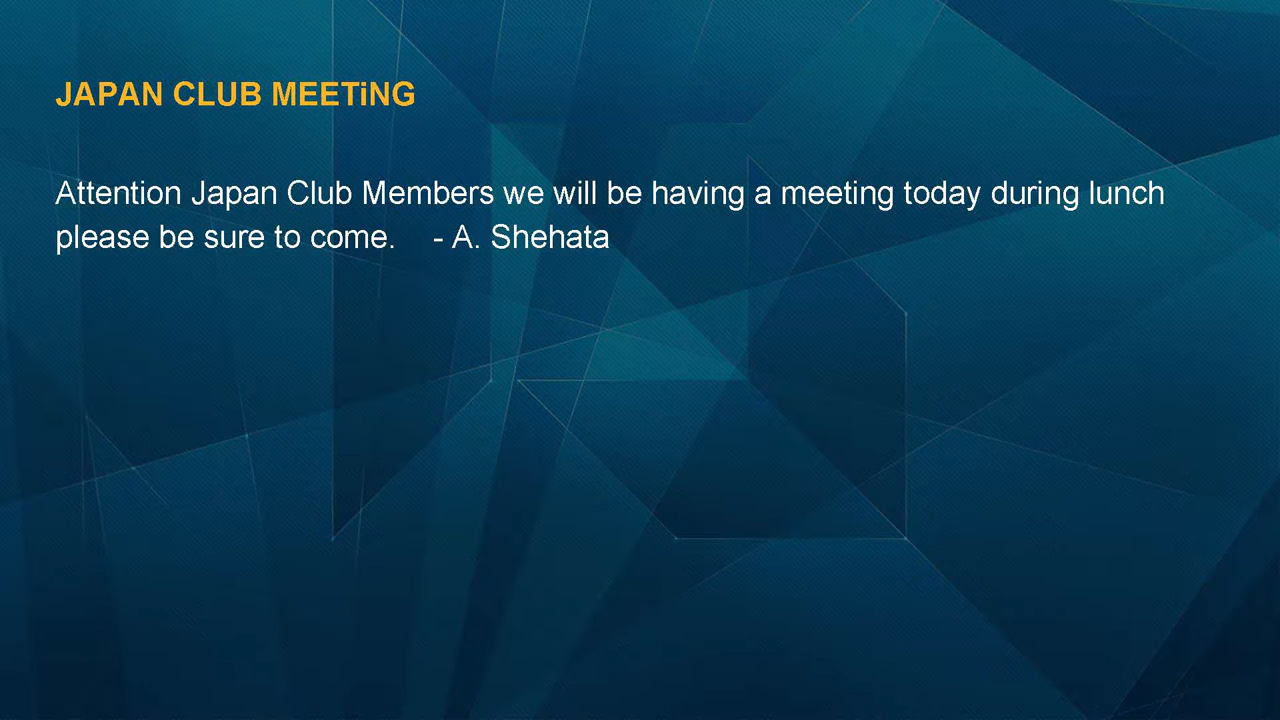 JAPAN CLUB MEETiNG
Attention Japan Club Members we will be having a meeting today during lunch
please be sure to come. - A. Shehata